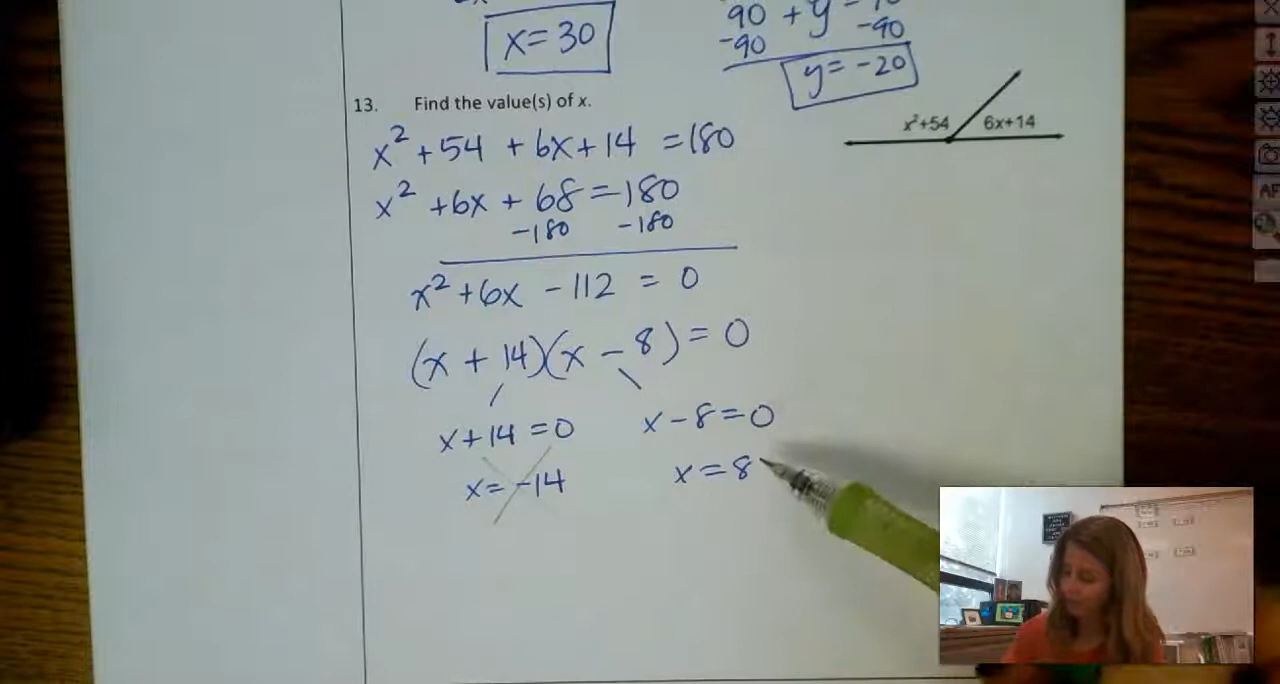 x = 30
90 + y
-90 -90
y = -20
13. Find the value(s) of x.
x²+54 6x+14
x² + 54 + 6x + 14 = 180
x² + 6x + 68 = 180
-180 -180
x² + 6x - 112 = 0
(x + 14)(x - 8) = 0
x + 14 = 0 x - 8 = 0
x = -14 x = 8
AF